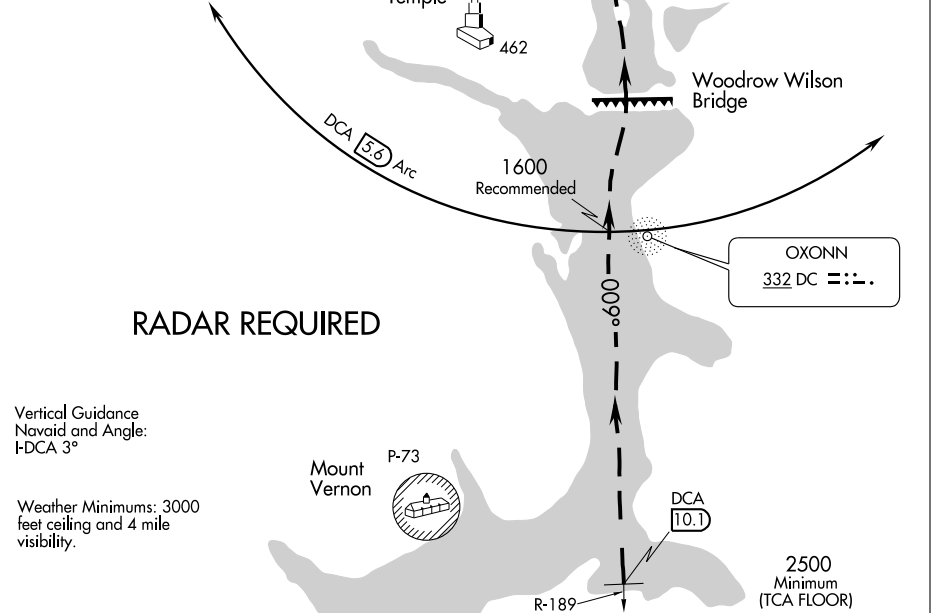 Temple
462
Woodrow Wilson
Bridge
DCA 5.6 Arc
1600
Recommended
OXONN
332 DC
009°
RADAR REQUIRED
Vertical Guidance
Navaid and Angle:
I-DCA 3°
Mount
Vernon
P-73
Weather Minimums: 3000
feet ceiling and 4 mile
visibility.
DCA
10.1
2500
Minimum
(TCA FLOOR)
R-189